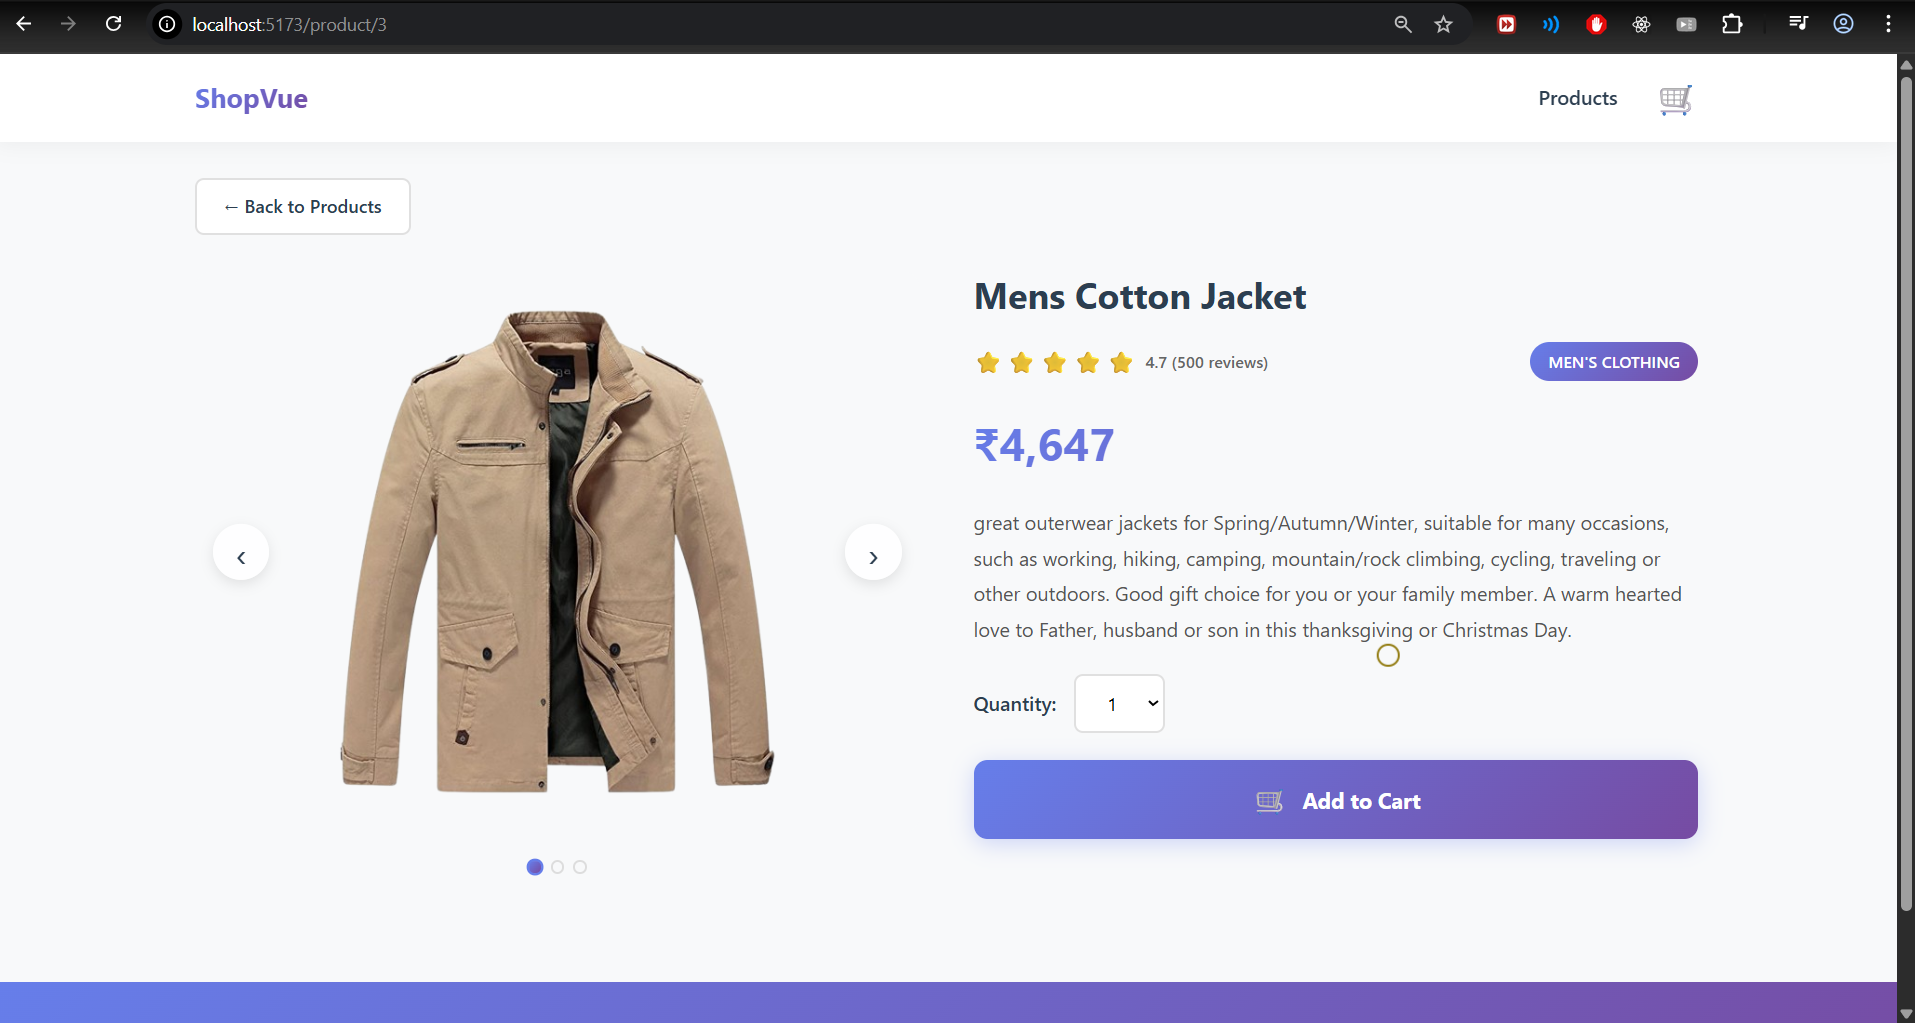 localhost:5173/product/3
ShopVue
Products
← Back to Products
Mens Cotton Jacket
4.7 (500 reviews)
MEN'S CLOTHING
₹4,647
great outerwear jackets for Spring/Autumn/Winter, suitable for many occasions,
such as working, hiking, camping, mountain/rock climbing, cycling, traveling or
other outdoors. Good gift choice for you or your family member. A warm hearted
love to Father, husband or son in this thanksgiving or Christmas Day.
Quantity:
1
Add to Cart